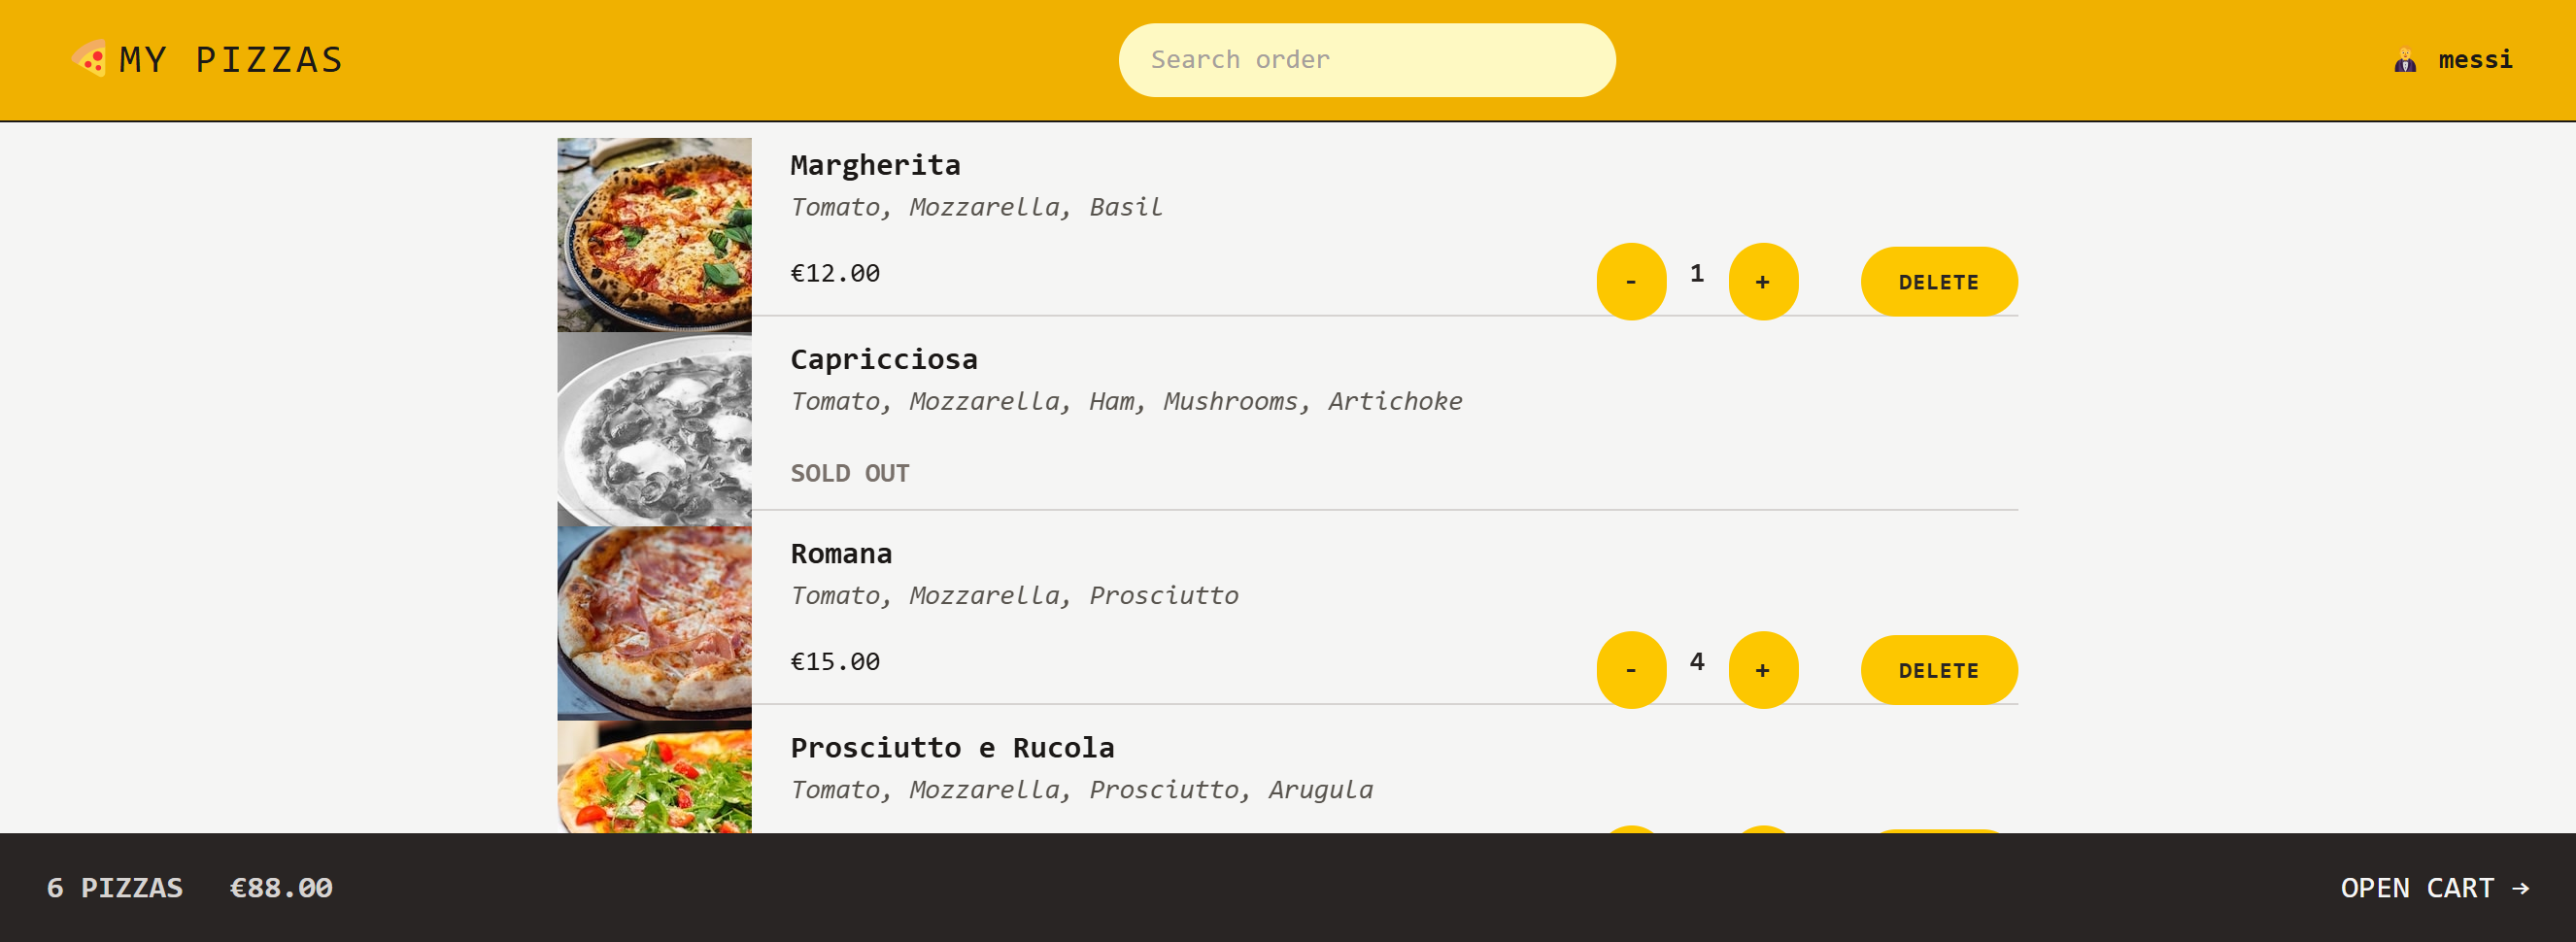 MY PIZZAS
Search order
messi
Margherita
Tomato, Mozzarella, Basil
€12.00
- 1 + DELETE
Capricciosa
Tomato, Mozzarella, Ham, Mushrooms, Artichoke
SOLD OUT
Romana
Tomato, Mozzarella, Prosciutto
€15.00
- 4 + DELETE
Prosciutto e Rucola
Tomato, Mozzarella, Prosciutto, Arugula
6 PIZZAS €88.00
OPEN CART →